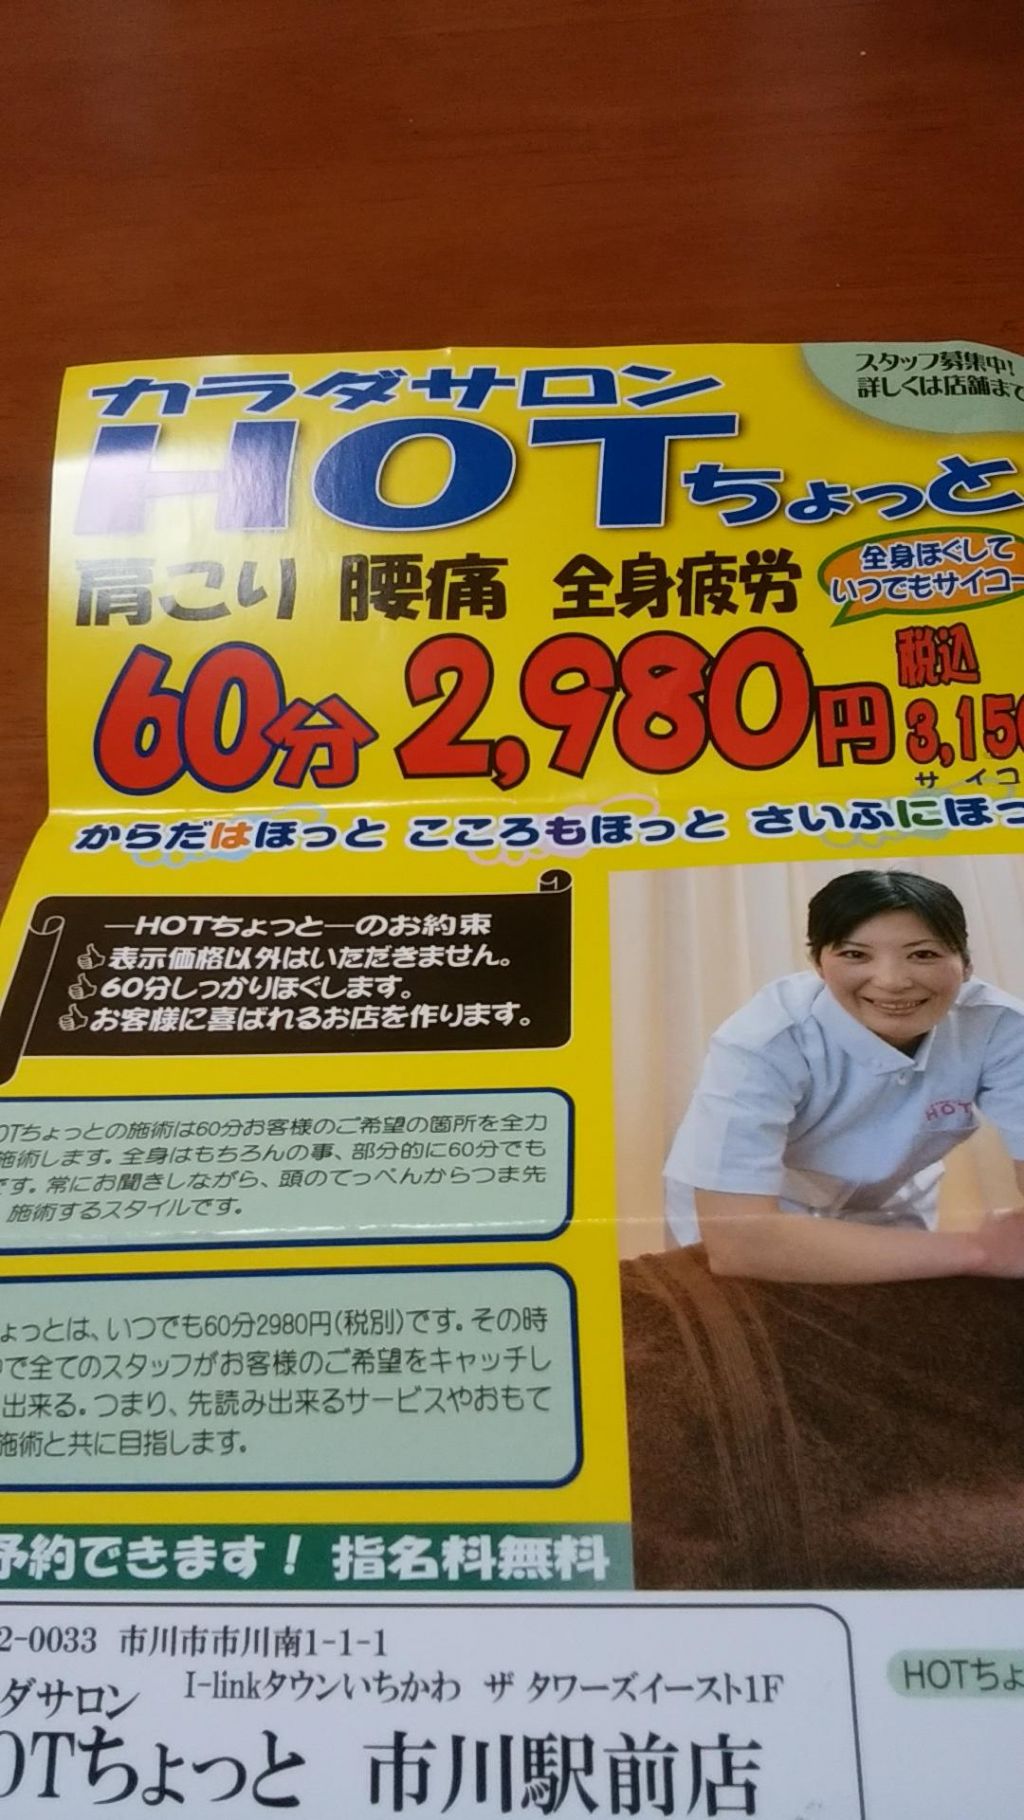 スタッフ募集中!
詳しくは店舗まで
カラダサロン
HOTちょっと
肩こり 腰痛 全身疲労
全身ほぐして
いつでもサイコー
60分 2,980円 税込
3,150
サイコ
からだはほっと こころもほっと さいふにほっ
―HOTちょっと―のお約束
表示価格以外はいただきません。
60分しっかりほぐします。
お客様に喜ばれるお店を作ります。
OTちょっとの施術は60分お客様のご希望の箇所を全力
施術します。全身はもちろんの事、部分的に60分でも
です。常にお聞きしながら、頭のてっぺんからつま先
施術するスタイルです。
ょっとは、いつでも60分2980円(税別)です。その時
で全てのスタッフがお客様のご希望をキャッチし
出来る。つまり、先読み出来るサービスやおもて
施術と共に目指します。
HOT
予約できます! 指名料無料
2-0033 市川市市川南1-1-1
I-linkタウンいちかわ ザ タワーズイースト1F
ダサロン
OTちょっと 市川駅前店
HOTちょ